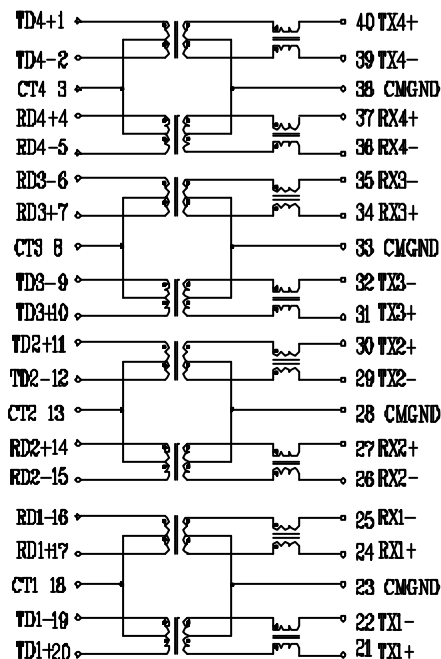 TD4+1 40 TX4+
TD4-2 39 TX4-
CT4 3 38 CMGND
RD4+4 37 RX4+
RD4-5 36 RX4-
RD3-6 35 RX3-
RD3+7 34 RX3+
CT3 8 33 CMGND
TD3-9 32 TX3-
TD3+10 31 TX3+
TD2+11 30 TX2+
TD2-12 29 TX2-
CT2 13 28 CMGND
RD2+14 27 RX2+
RD2-15 26 RX2-
RD1-16 25 RX1-
RD1+17 24 RX1+
CT1 18 23 CMGND
TD1-19 22 TX1-
TD1+20 21 TX1+